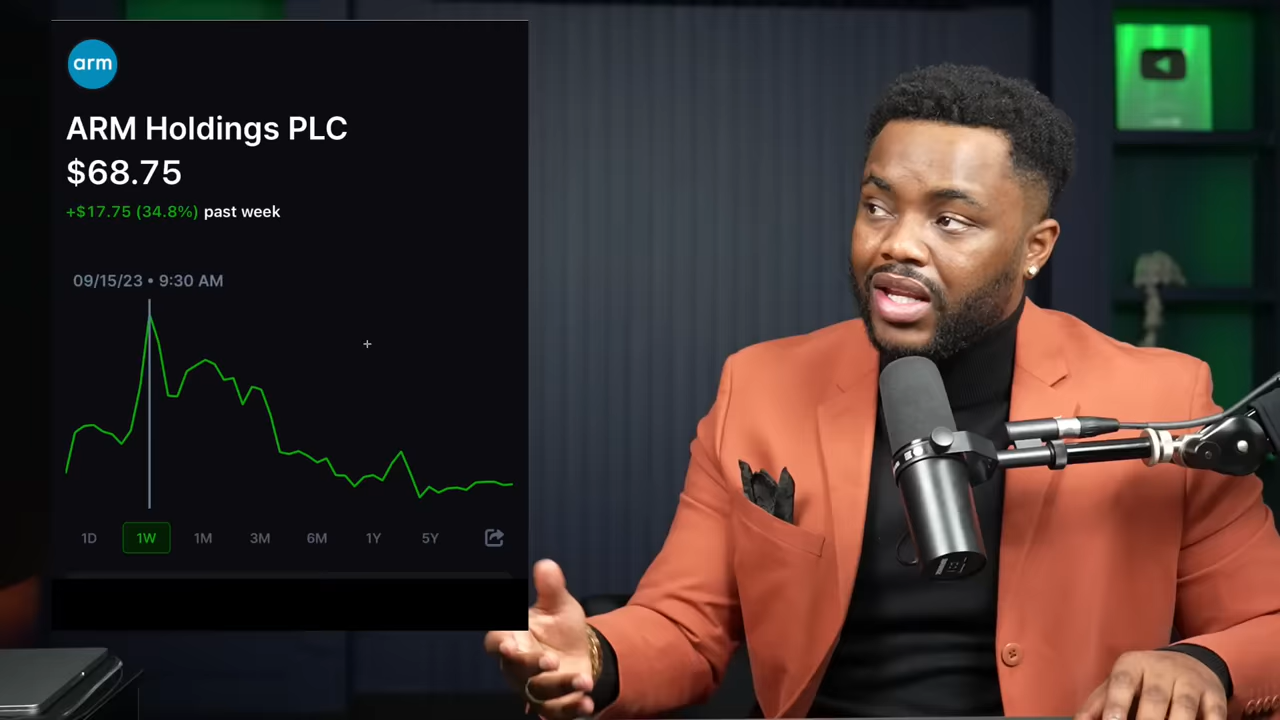 arm
ARM Holdings PLC
$68.75
+$17.75 (34.8%) past week
09/15/23 • 9:30 AM
1D 1W 1M 3M 6M 1Y 5Y